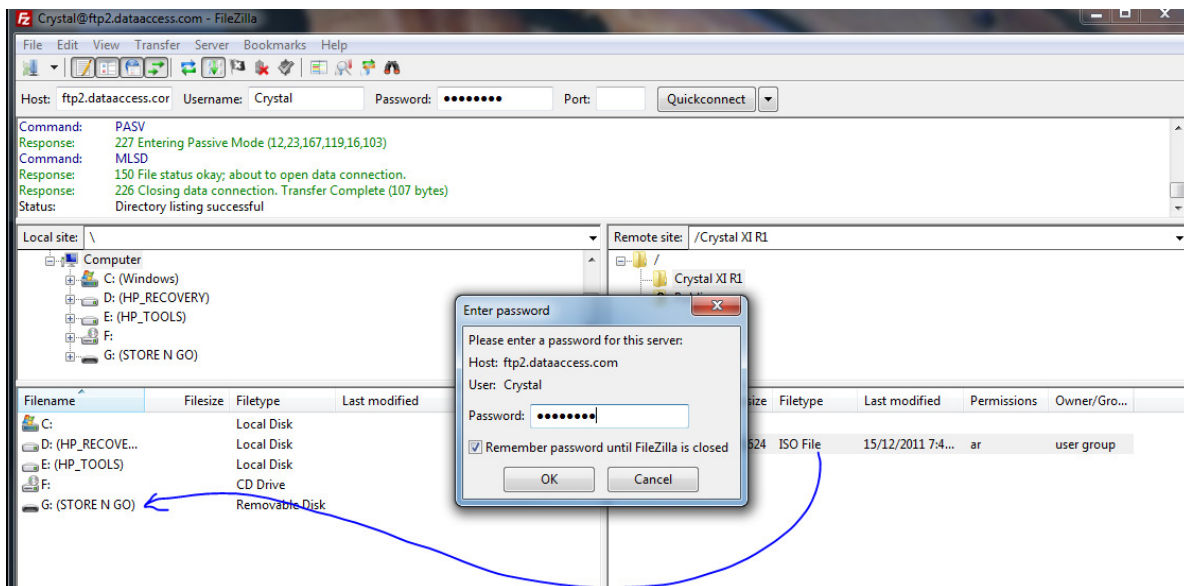 Crystal@ftp2.dataaccess.com - FileZilla
File Edit View Transfer Server Bookmarks Help
Host: ftp2.dataaccess.cor Username: Crystal Password: ●●●●●●●● Port: Quickconnect
Command: PASV
Response: 227 Entering Passive Mode (12,23,167,119,16,103)
Command: MLSD
Response: 150 File status okay; about to open data connection.
Response: 226 Closing data connection. Transfer Complete (107 bytes)
Status: Directory listing successful
Local site: \
Computer
C: (Windows)
D: (HP_RECOVERY)
E: (HP_TOOLS)
F:
G: (STORE N GO)
Remote site: /Crystal XI R1
/
Crystal XI R1
Enter password
Please enter a password for this server:
Host: ftp2.dataaccess.com
User: Crystal
Password: ●●●●●●●●
Remember password until FileZilla is closed
OK Cancel
Filename Filesize Filetype Last modified
C: Local Disk
D: (HP_RECOVE... Local Disk
E: (HP_TOOLS) Local Disk
F: CD Drive
G: (STORE N GO) Removable Disk
size Filetype Last modified Permissions Owner/Gro...
624 ISO File 15/12/2011 7:4... ar user group